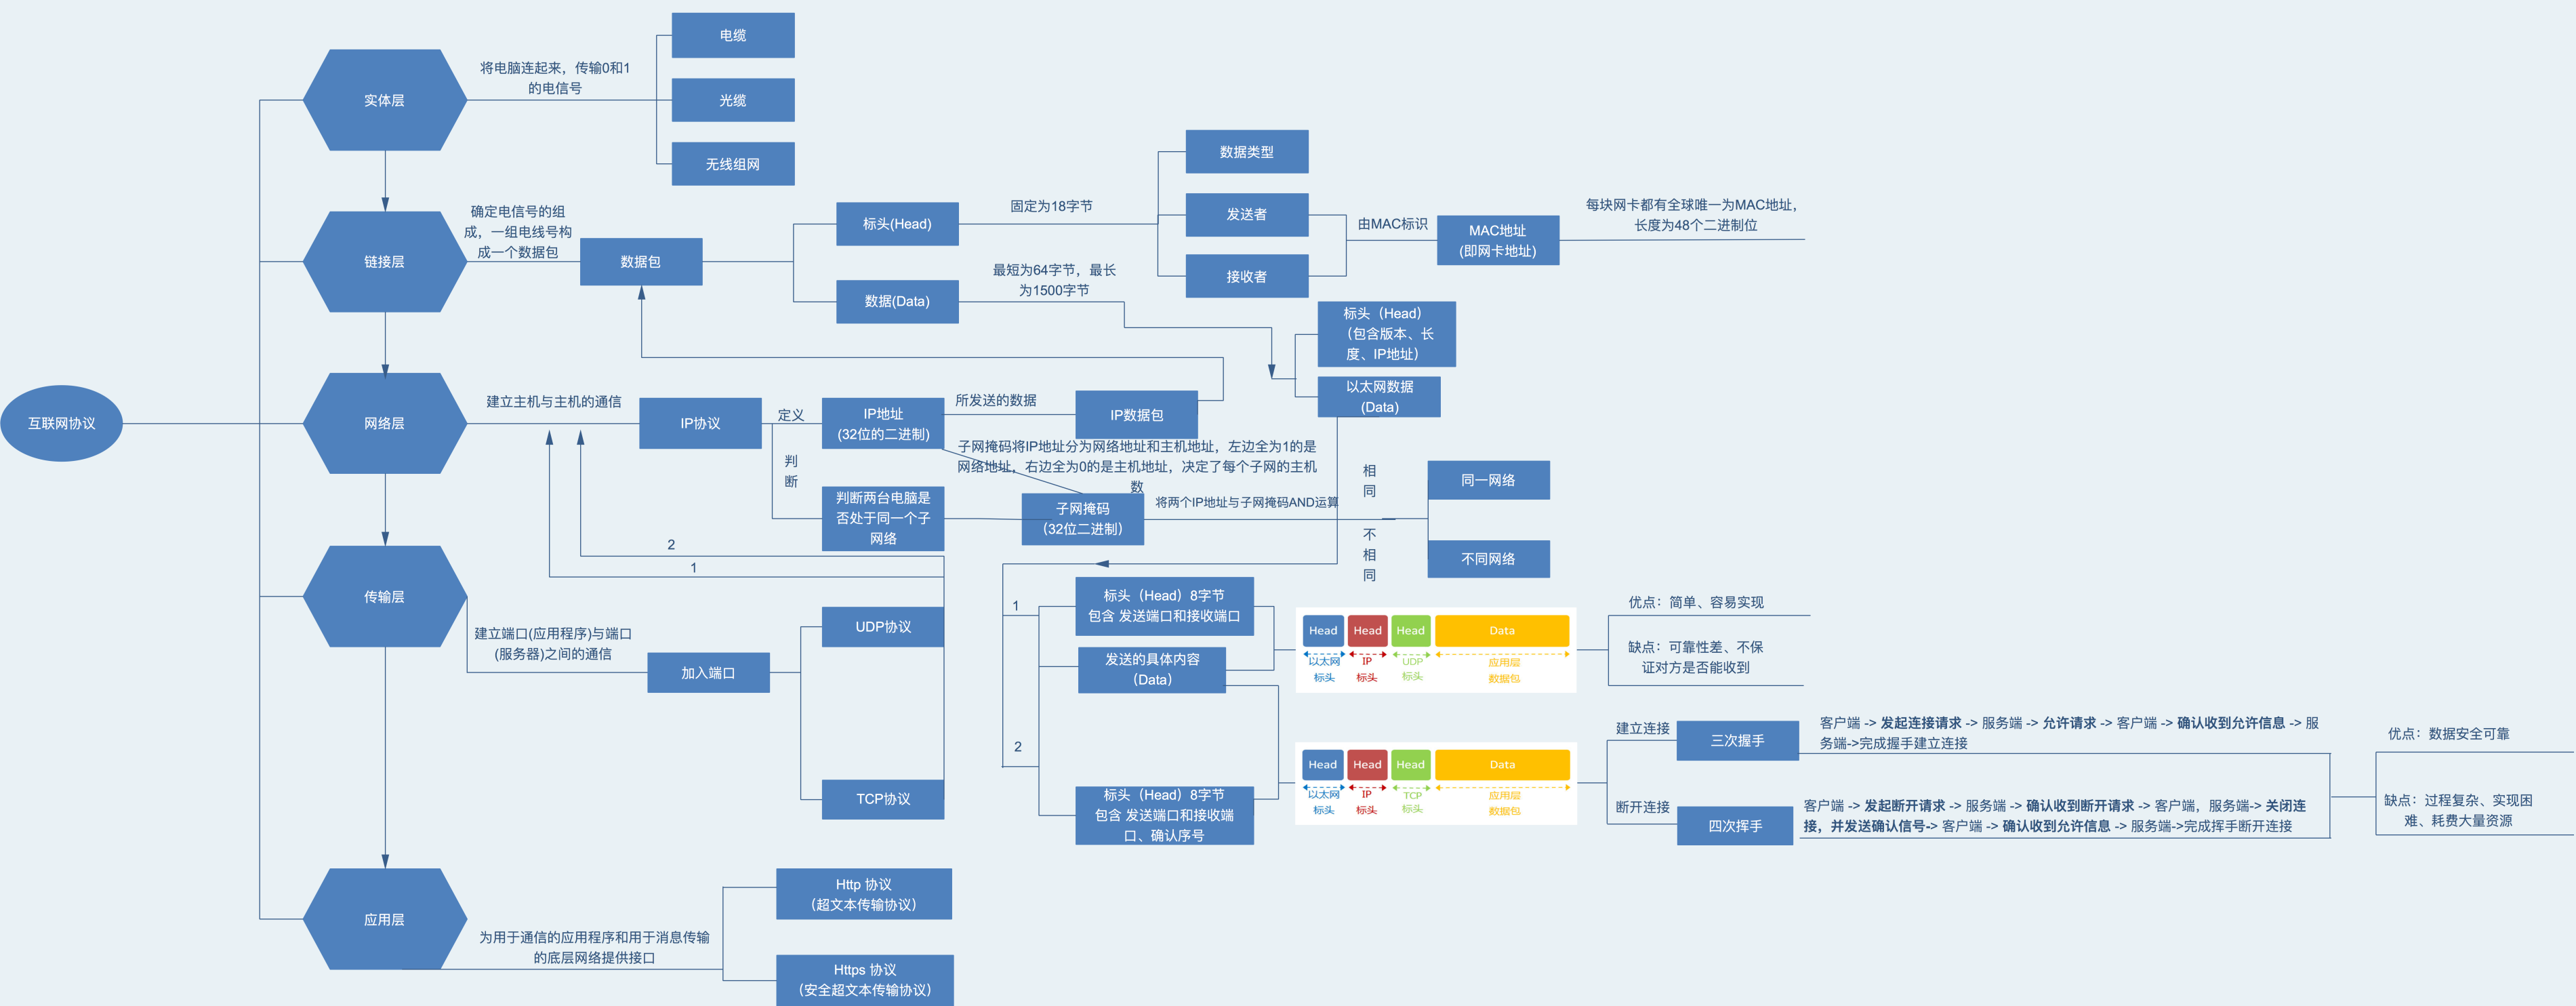 互联网协议
实体层
将电脑连起来，传输0和1
的电信号
电缆
光缆
无线组网
链接层
确定电信号的组
成，一组电线号构
成一个数据包
数据包
标头(Head)
固定为18字节
数据类型
发送者
接收者
由MAC标识
MAC地址
(即网卡地址)
每块网卡都有全球唯一为MAC地址，
长度为48个二进制位
数据(Data)
最短为64字节，最长
为1500字节
标头（Head）
（包含版本、长
度、IP地址）
以太网数据
(Data)
网络层
建立主机与主机的通信
IP协议
定义
IP地址
(32位的二进制)
所发送的数据
IP数据包
子网掩码将IP地址分为网络地址和主机地址，左边全为1的是
网络地址，右边全为0的是主机地址，决定了每个子网的主机
数
判
断
判断两台电脑是
否处于同一个子
网络
子网掩码
（32位二进制）
将两个IP地址与子网掩码AND运算
相
同
不
相
同
同一网络
不同网络
2
1
传输层
建立端口(应用程序)与端口
(服务器)之间的通信
加入端口
UDP协议
TCP协议
1
标头（Head）8字节
包含 发送端口和接收端口
发送的具体内容
（Data）
2
标头（Head）8字节
包含 发送端口和接收端
口、确认序号
Head Head Head Data
以太网 IP UDP 应用层
标头 标头 标头 数据包
优点：简单、容易实现
缺点：可靠性差、不保
证对方是否能收到
Head Head Head Data
以太网 IP TCP 应用层
标头 标头 标头 数据包
建立连接
三次握手
客户端 -> 发起连接请求 -> 服务端 -> 允许请求 -> 客户端 -> 确认收到允许信息 -> 服
务端->完成握手建立连接
断开连接
四次挥手
客户端 -> 发起断开请求 -> 服务端 -> 确认收到断开请求 -> 客户端，服务端-> 关闭连
接，并发送确认信号-> 客户端 -> 确认收到允许信息 -> 服务端->完成挥手断开连接
优点：数据安全可靠
缺点：过程复杂、实现困
难、耗费大量资源
应用层
为用于通信的应用程序和用于消息传输
的底层网络提供接口
Http 协议
（超文本传输协议）
Https 协议
（安全超文本传输协议）